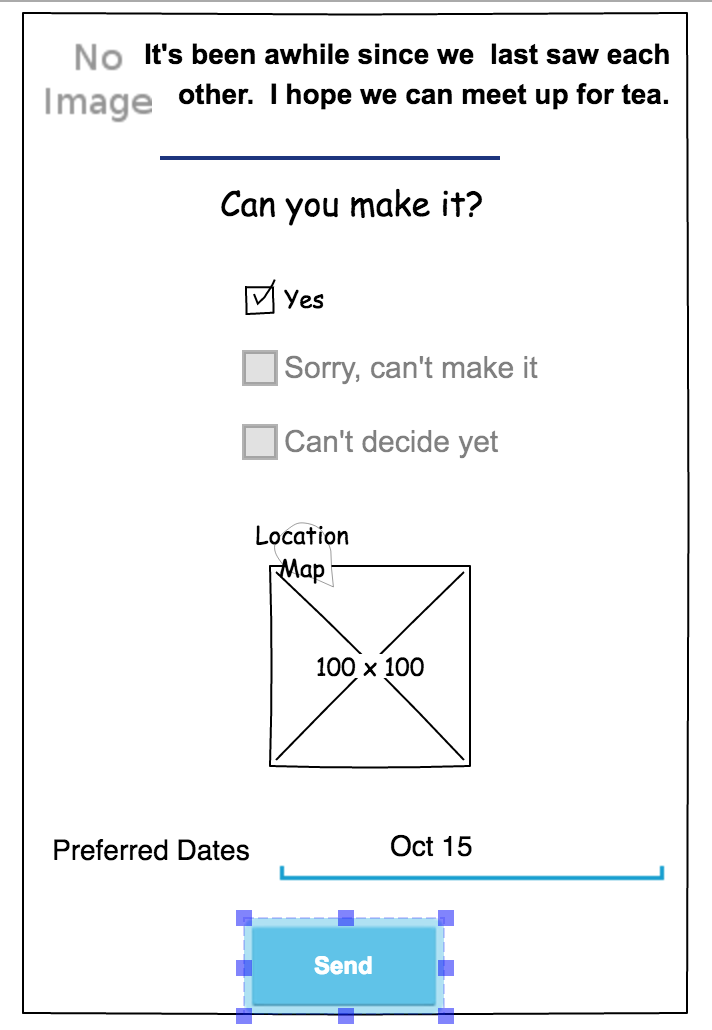 No
Image
It's been awhile since we last saw each
other. I hope we can meet up for tea.
Can you make it?
Yes
Sorry, can't make it
Can't decide yet
Location
Map
100 x 100
Preferred Dates
Oct 15
Send